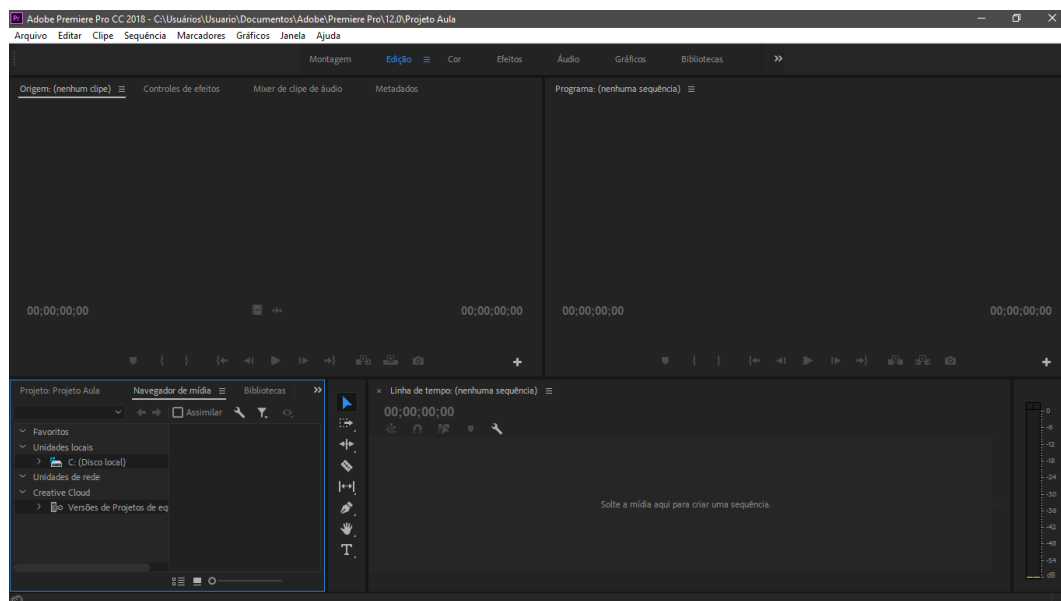 Pr Adobe Premiere Pro CC 2018 - C:\Usuários\Usuario\Documentos\Adobe\Premiere Pro\12.0\Projeto Aula
Arquivo Editar Clipe Sequência Marcadores Gráficos Janela Ajuda
Montagem Edição Cor Efeitos Áudio Gráficos Bibliotecas
Origem: (nenhum clipe) Controles de efeitos Mixer de clipe de áudio Metadados
Programa: (nenhuma sequência)
00;00;00;00 00;00;00;00
00;00;00;00 00;00;00;00
Projeto: Projeto Aula Navegador de mídia Bibliotecas
Assimilar
Favoritos
Unidades locais
C: (Disco local)
Unidades de rede
Creative Cloud
Versões de Projetos de eq
T
× Linha de tempo: (nenhuma sequência)
00;00;00;00
Solte a mídia aqui para criar uma sequência.
0
-6
-12
-18
-24
-30
-36
-42
-48
-54
dB